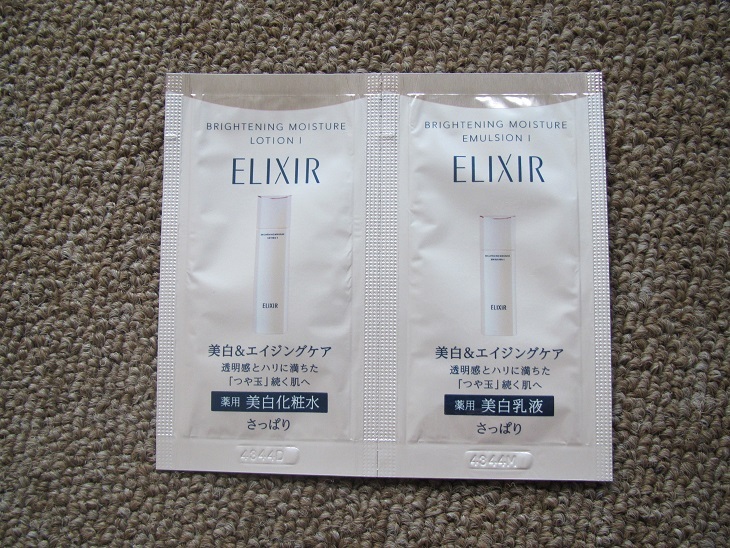 BRIGHTENING MOISTURE
LOTION I
ELIXIR
ELIXIR
美白&エイジングケア
透明感とハリに満ちた
「つや玉」続く肌へ
薬用 美白化粧水
さっぱり
4344O
BRIGHTENING MOISTURE
EMULSION I
ELIXIR
ELIXIR
美白&エイジングケア
透明感とハリに満ちた
「つや玉」続く肌へ
薬用 美白乳液
さっぱり
4344M